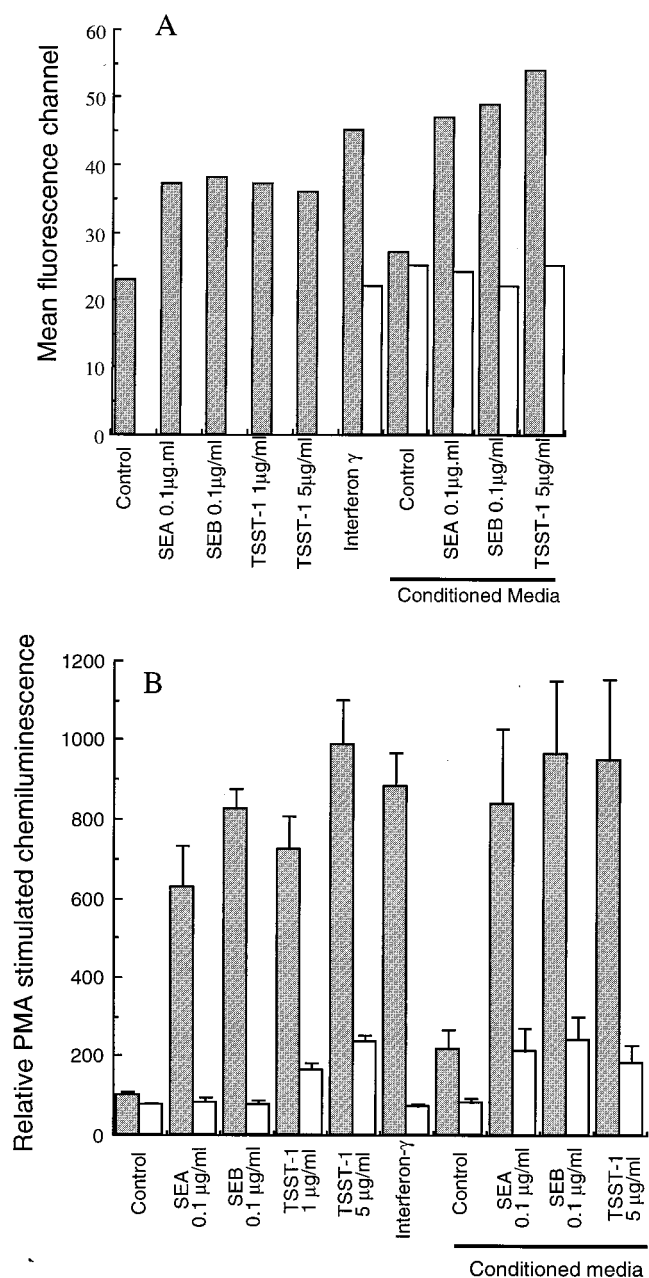 A
Mean fluorescence channel
60
50
40
30
20
10
0
Control
SEA 0.1µg.ml
SEB 0.1µg/ml
TSST-1 1µg/ml
TSST-1 5µg/ml
Interferon γ
Control
SEA 0.1µg.ml
SEB 0.1µg/ml
TSST-1 5µg/ml
Conditioned Media
B
Relative PMA stimulated chemiluminescence
1200
1000
800
600
400
200
0
Control
SEA
0.1 µg/ml
SEB
0.1 µg/ml
TSST-1
1 µg/ml
TSST-1
5 µg/ml
Interferon-γ
Control
SEA
0.1 µg/ml
SEB
0.1 µg/ml
TSST-1
5 µg/ml
Conditioned media